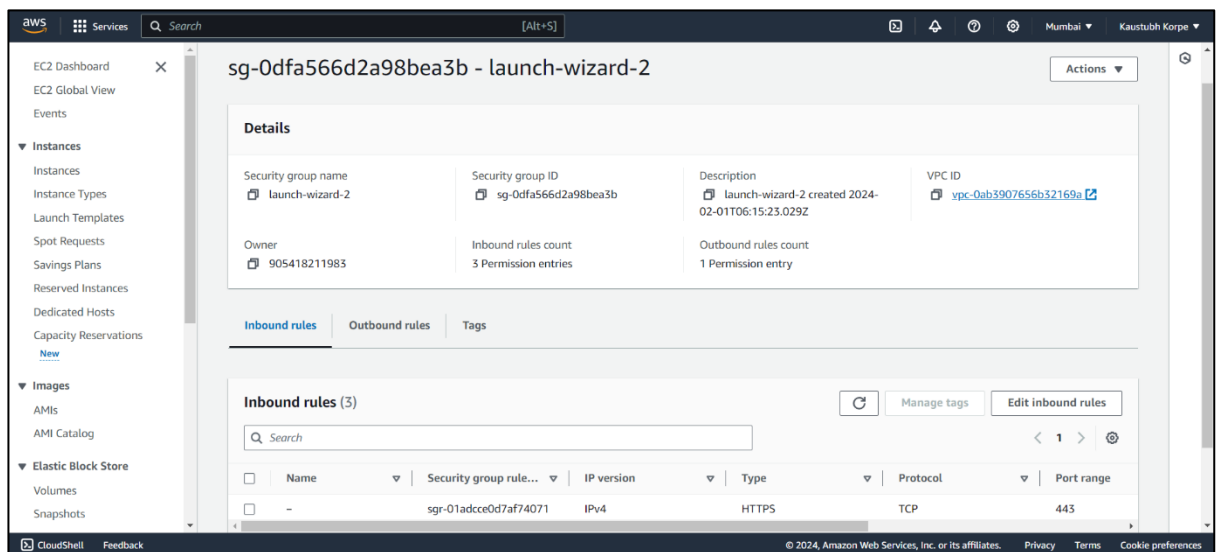 aws Services Search [Alt+S] Mumbai Kaustubh Korpe
EC2 Dashboard
EC2 Global View
Events
Instances
Instances
Instance Types
Launch Templates
Spot Requests
Savings Plans
Reserved Instances
Dedicated Hosts
Capacity Reservations
New
Images
AMIs
AMI Catalog
Elastic Block Store
Volumes
Snapshots
sg-0dfa566d2a98bea3b - launch-wizard-2
Actions
Details
Security group name
launch-wizard-2
Security group ID
sg-0dfa566d2a98bea3b
Description
launch-wizard-2 created 2024-
02-01T06:15:23.029Z
VPC ID
vpc-0ab3907656b32169a
Owner
905418211983
Inbound rules count
3 Permission entries
Outbound rules count
1 Permission entry
Inbound rules Outbound rules Tags
Inbound rules (3)
Manage tags Edit inbound rules
Search
1
Name Security group rule... IP version Type Protocol Port range
– sgr-01adcce0d7af74071 IPv4 HTTPS TCP 443
CloudShell Feedback © 2024, Amazon Web Services, Inc. or its affiliates. Privacy Terms Cookie preferences